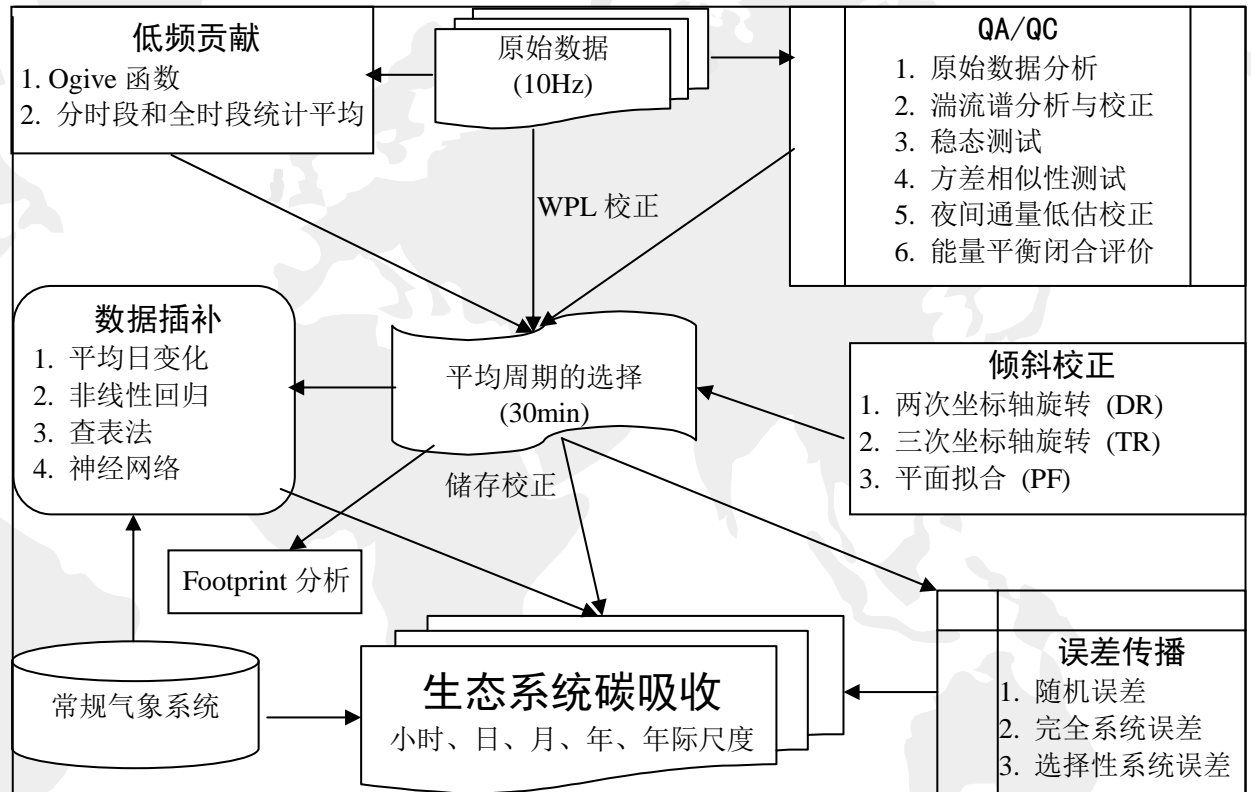 低频贡献
1. Ogive 函数
2. 分时段和全时段统计平均
原始数据
(10Hz)
QA/QC
1. 原始数据分析
2. 湍流谱分析与校正
3. 稳态测试
4. 方差相似性测试
5. 夜间通量低估校正
6. 能量平衡闭合评价
WPL 校正
数据插补
1. 平均日变化
2. 非线性回归
3. 查表法
4. 神经网络
平均周期的选择
(30min)
倾斜校正
1. 两次坐标轴旋转 (DR)
2. 三次坐标轴旋转 (TR)
3. 平面拟合 (PF)
储存校正
Footprint 分析
常规气象系统
生态系统碳吸收
小时、日、月、年、年际尺度
误差传播
1. 随机误差
2. 完全系统误差
3. 选择性系统误差